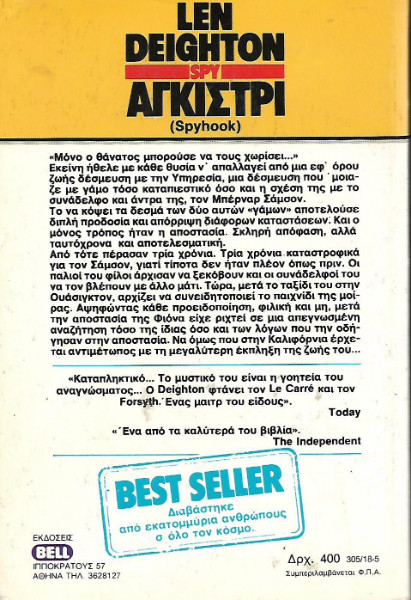 LEN
DEIGHTON
SPY
ΑΓΚΙΣΤΡΙ
(Spyhook)
«Μόνο ο θάνατος μπορούσε να τους χωρίσει...»
Εκείνη ήθελε με κάθε θυσία ν' απαλλαγεί από μια εφ' όρου
ζωής δέσμευση με την Υπηρεσία, μια δέσμευση που 'μοια-
ζε με γάμο τόσο καταπιεστικό όσο και η σχέση της με το
συνάδελφο και άντρα της, τον Μπέρναρ Σάμσον.
Το να κόψει τα δεσμά των δύο αυτών «γάμων» αποτελούσε
διπλή προδοσία και απόρριψη διάφορων καταστάσεων. Και ο
μόνος τρόπος ήταν η αποστασία. Σκληρή απόφαση, αλλά
ταυτόχρονα και αποτελεσματική.
Από τότε πέρασαν τρία χρόνια. Τρία χρόνια καταστροφικά
για τον Σάμσον, γιατί τίποτα δεν ήταν πλέον όπως πριν. Οι
παλιοί του φίλοι άρχισαν να ξεκόβουν και οι συνάδελφοί του
να τον βλέπουν με άλλο μάτι. Τώρα, μετά το ταξίδι του στην
Ουάσιγκτον, αρχίζει να συνειδητοποιεί το παιχνίδι της μοί-
ρας. Αψηφώντας κάθε προειδοποίηση, φιλική και μη, μετά
την αποστασία της Φιόνα είχε ριχτεί σε μια απεγνωσμένη
αναζήτηση τόσο της ίδιας όσο και των λόγων που την οδή-
γησαν στην αποστασία. Να όμως που στην Καλιφόρνια έρχε-
ται αντιμέτωπος με τη μεγαλύτερη έκπληξη της ζωής του...
«Καταπληκτικό... Το μυστικό του είναι η γοητεία του
αναγνώσματος... Ο Deighton φτάνει τον Le Carré και τον
Forsyth. Ένας μαιτρ του είδους».
Today
«Ένα από τα καλύτερά του βιβλία».
The Independent
BEST SELLER
Διαβάστηκε
από εκατομμύρια ανθρώπους
σ όλο τον κόσμο.
ΕΚΔΟΣΕΙΣ
BELL
ΙΠΠΟΚΡΑΤΟΥΣ 57
ΑΘΗΝΑ ΤΗΛ. 3628127
Δρχ. 400 305/18-5
Συμπεριλαμβάνεται Φ.Π.Α.